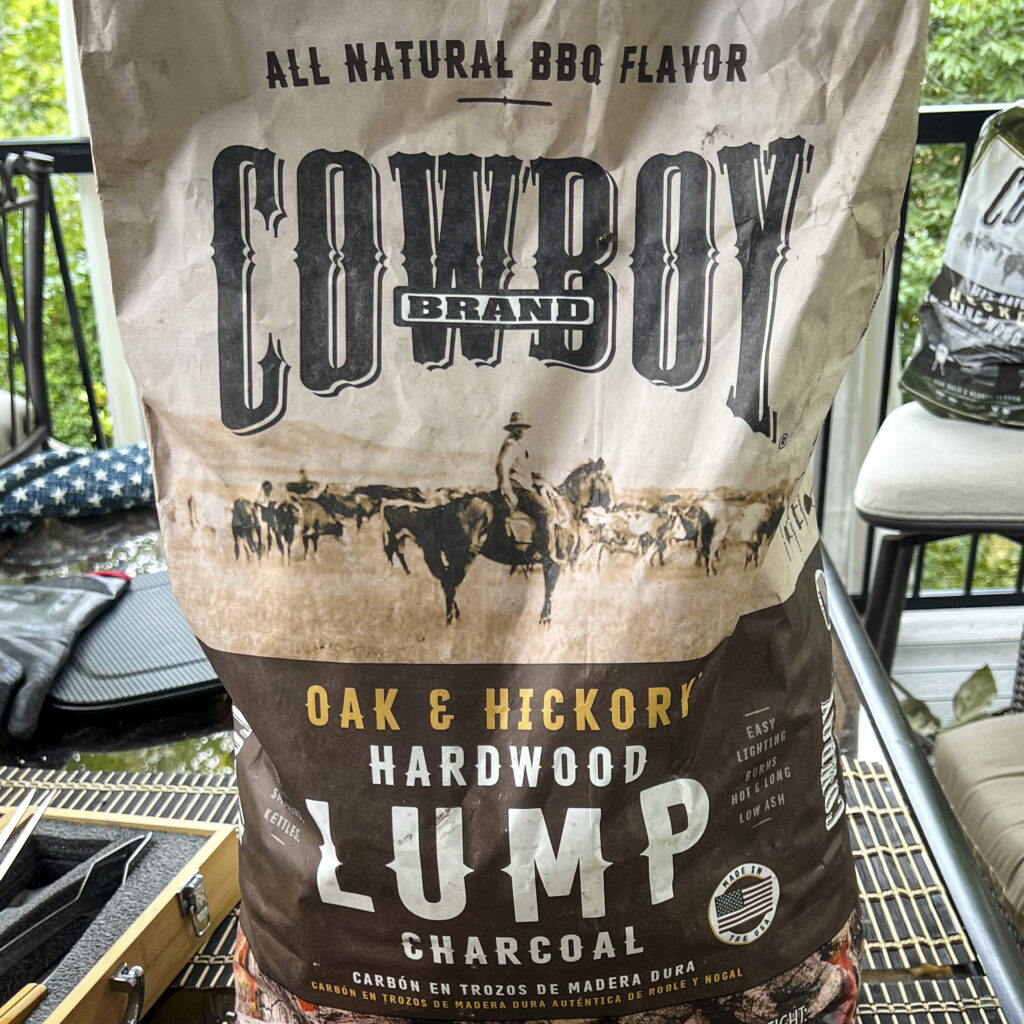 ALL NATURAL BBQ FLAVOR
COWBOY
BRAND
®
OAK & HICKORY
HARDWOOD
LUMP
CHARCOAL
EASY
LIGHTING
BURNS
HOT & LONG
LOW ASH
KETTLES.
MADE IN
THE USA
CARBÓN EN TROZOS DE MADERA DURA
CARBÓN EN TROZOS DE MADERA DURA AUTÉNTICA DE ROBLE Y NOGAL
COWBOY